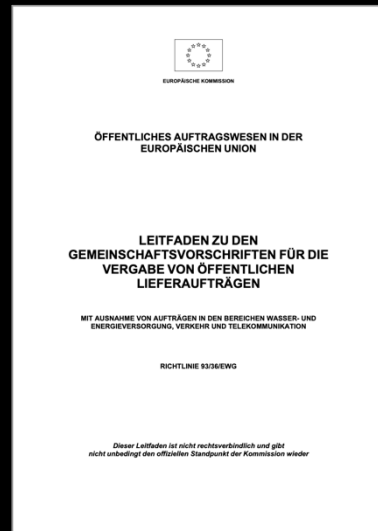 EUROPÄISCHE KOMMISSION
ÖFFENTLICHES AUFTRAGSWESEN IN DER
EUROPÄISCHEN UNION
LEITFADEN ZU DEN
GEMEINSCHAFTSVORSCHRIFTEN FÜR DIE
VERGABE VON ÖFFENTLICHEN
LIEFERAUFTRÄGEN
MIT AUSNAHME VON AUFTRÄGEN IN DEN BEREICHEN WASSER- UND
ENERGIEVERSORGUNG, VERKEHR UND TELEKOMMUNIKATION
RICHTLINIE 93/36/EWG
Dieser Leitfaden ist nicht rechtsverbindlich und gibt
nicht unbedingt den offiziellen Standpunkt der Kommission wieder